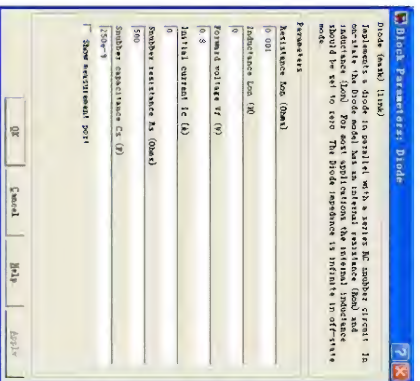 Block Parameters: Diode
Diode (mask) (link)
Implements a diode in parallel with a series RC snubber circuit. In
on-state the Diode model has an internal resistance (Ron) and
inductance (Lon). For most applications the internal inductance
should be set to zero. The Diode impedance is infinite in off-state
mode.
Parameters
Resistance Ron (Ohms)
0.001
Inductance Lon (H)
0
Forward voltage Vf (V)
0.8
Initial current Ic (A)
0
Snubber resistance Rs (Ohms)
500
Snubber capacitance Cs (F)
250e-9
Show measurement port
OK
Cancel
Help
Apply